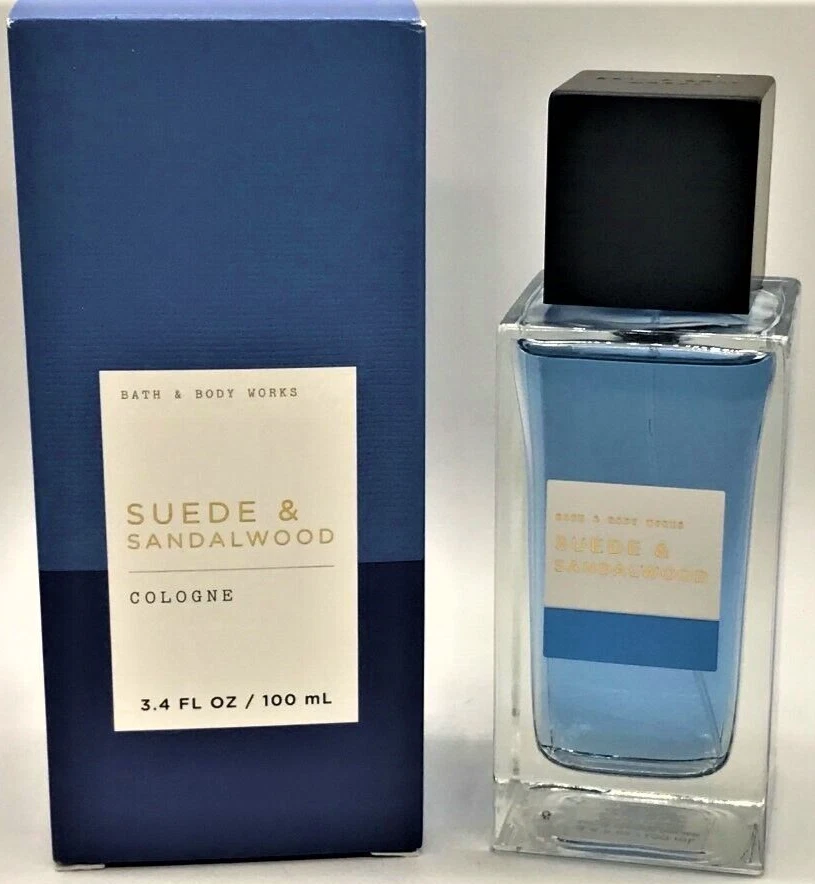 BATH & BODY WORKS
SUEDE &
SANDALWOOD
COLOGNE
3.4 FL OZ / 100 mL
BATH & BODY WORKS
SUEDE &
SANDALWOOD